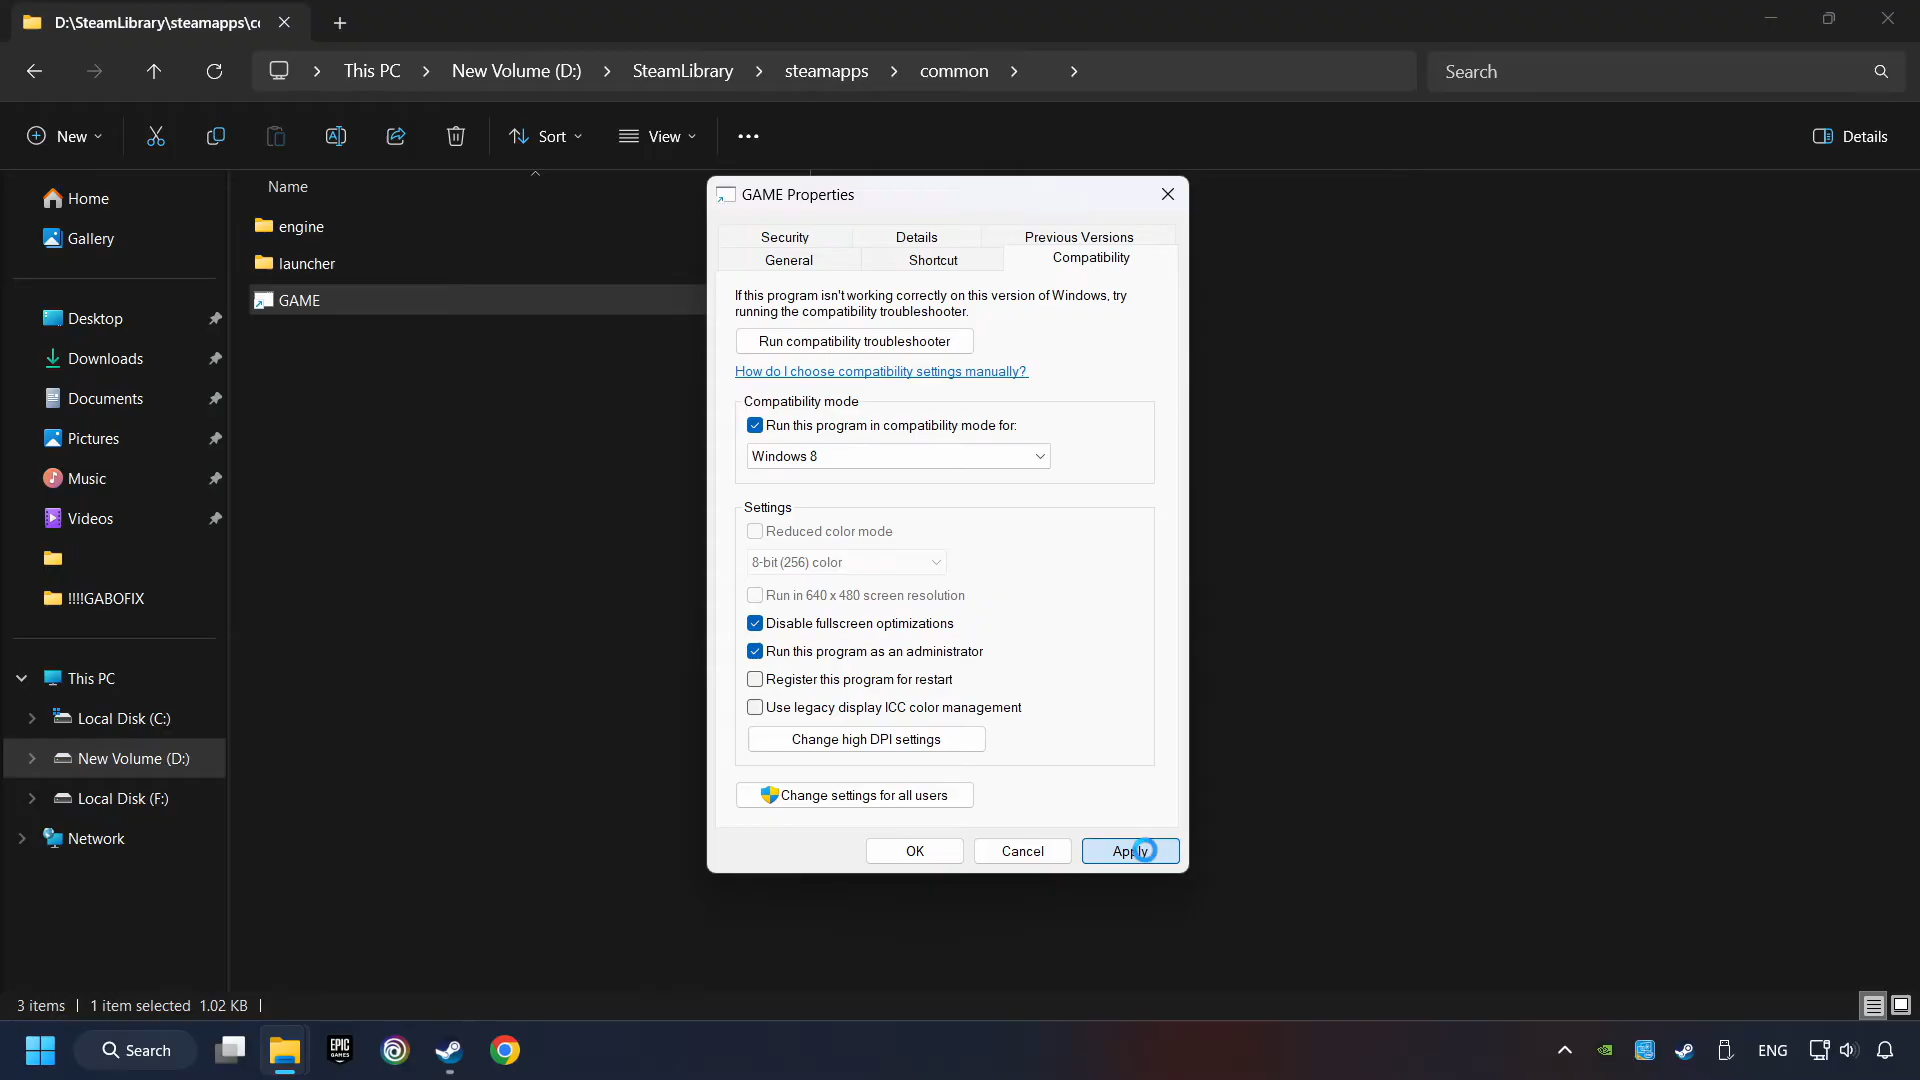 D:\SteamLibrary\steamapps\co
This PC
New Volume (D:)
SteamLibrary
steamapps
common
Search
New
Sort
View
Details
Home
Gallery
Desktop
Downloads
Documents
Pictures
Music
Videos
!!!!GABOFIX
This PC
Local Disk (C:)
New Volume (D:)
Local Disk (F:)
Network
Name
engine
launcher
GAME
GAME Properties
Security
Details
Previous Versions
General
Shortcut
Compatibility
If this program isn't working correctly on this version of Windows, try
running the compatibility troubleshooter.
Run compatibility troubleshooter
How do I choose compatibility settings manually?
Compatibility mode
Run this program in compatibility mode for:
Windows 8
Settings
Reduced color mode
8-bit (256) color
Run in 640 x 480 screen resolution
Disable fullscreen optimizations
Run this program as an administrator
Register this program for restart
Use legacy display ICC color management
Change high DPI settings
Change settings for all users
OK
Cancel
Apply
3 items
1 item selected 1.02 KB
Search
EPIC
GAMES
ENG